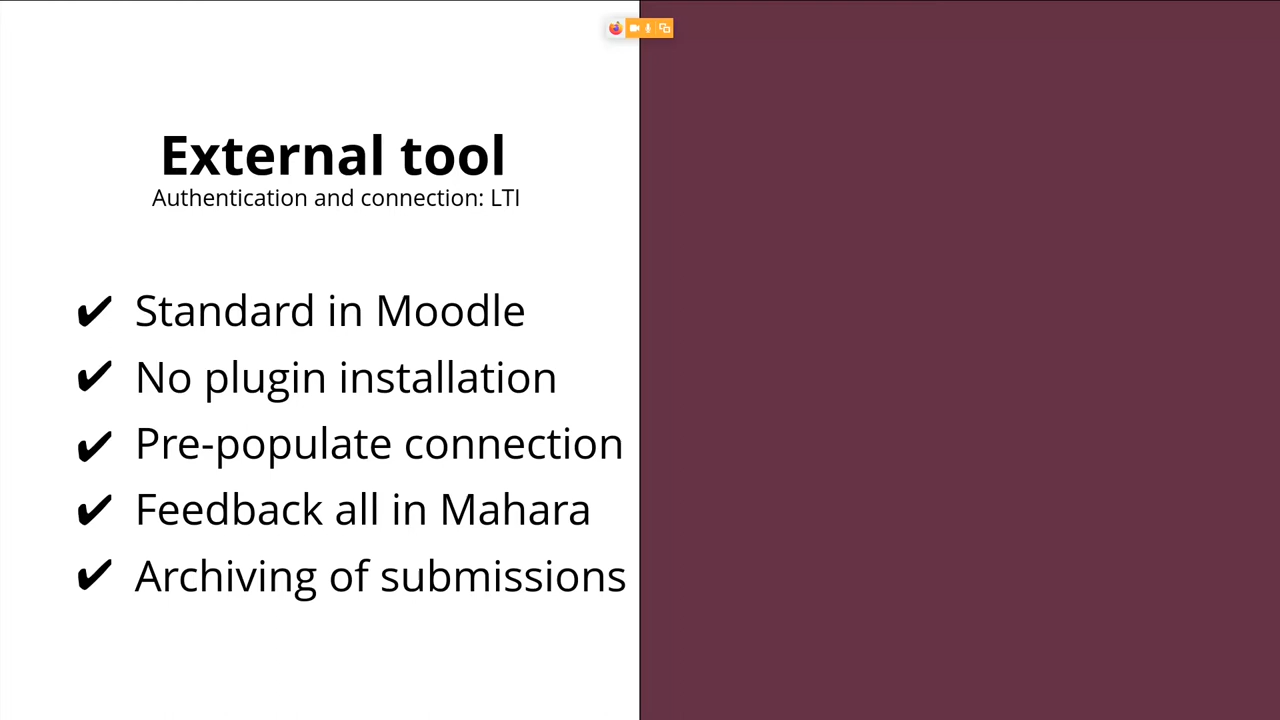 External tool
Authentication and connection: LTI
✔ Standard in Moodle
✔ No plugin installation
✔ Pre-populate connection
✔ Feedback all in Mahara
✔ Archiving of submissions